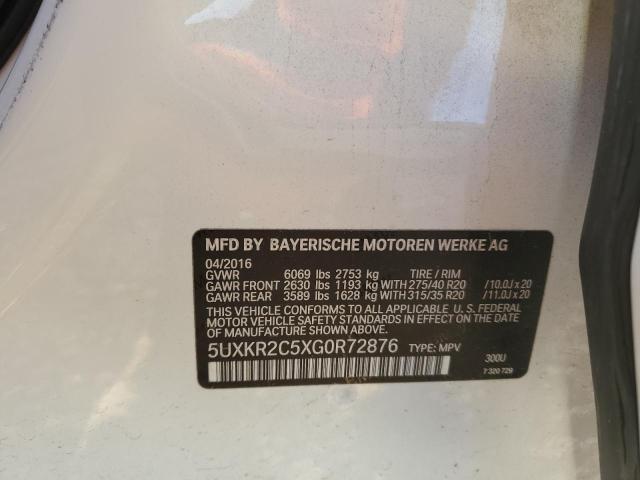 MFD BY BAYERISCHE MOTOREN WERKE AG
04/2016
GVWR 6069 lbs 2753 kg TIRE / RIM
GAWR FRONT 2630 lbs 1193 kg WITH 275/40 R20 /10.0J x 20
GAWR REAR 3589 lbs 1628 kg WITH 315/35 R20 /11.0J x 20
THIS VEHICLE CONFORMS TO ALL APPLICABLE U. S. FEDERAL
MOTOR VEHICLE SAFETY STANDARDS IN EFFECT ON THE
DATE OF MANUFACTURE SHOWN ABOVE.
5UXKR2C5XG0R72876 TYPE: MPV
300U
7 320 729